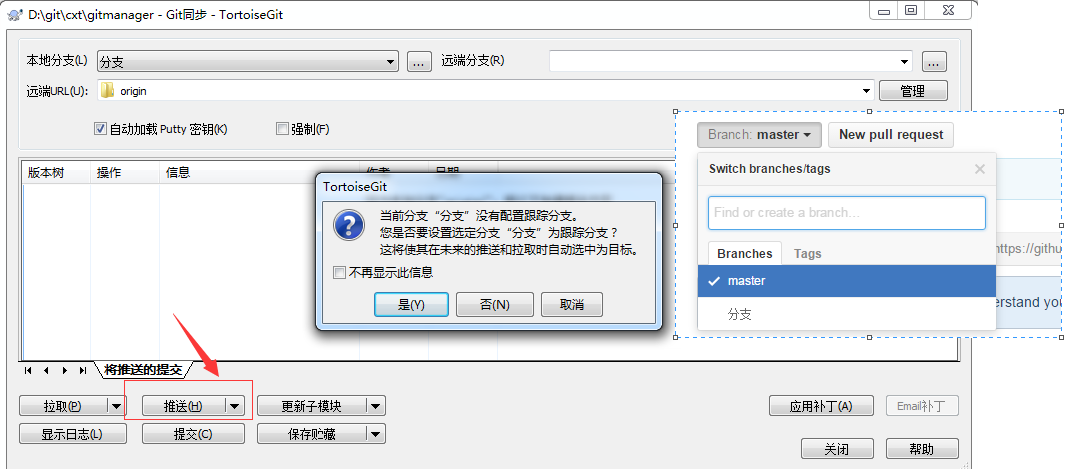 D:\git\cxt\gitmanager - Git同步 - TortoiseGit
本地分支(L) 分支 ... 远端分支(R) ...
远端URL(U): origin 管理
自动加载 Putty 密钥(K) 强制(F)
版本树 操作 信息 作者 日期
TortoiseGit
当前分支“分支”没有配置跟踪分支。
您是否要设置选定分支“分支”为跟踪分支？
这将使其在未来的推送和拉取时自动选中为目标。
不再显示此信息
是(Y) 否(N) 取消
Branch: master New pull request
Switch branches/tags
Find or create a branch...
Branches Tags
https://githu
master
erstand you
分支
将推送的提交
拉取(P) 推送(H) 更新子模块 应用补丁(A) Email补丁
显示日志(L) 提交(C) 保存贮藏
关闭 帮助